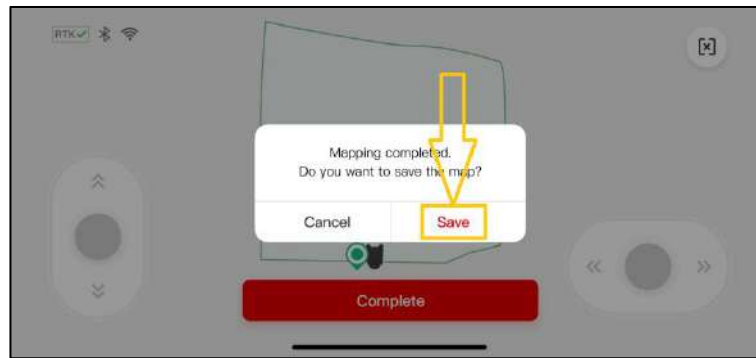 RTK
Mapping completed.
Do you want to save the map?
Cancel
Save
Complete